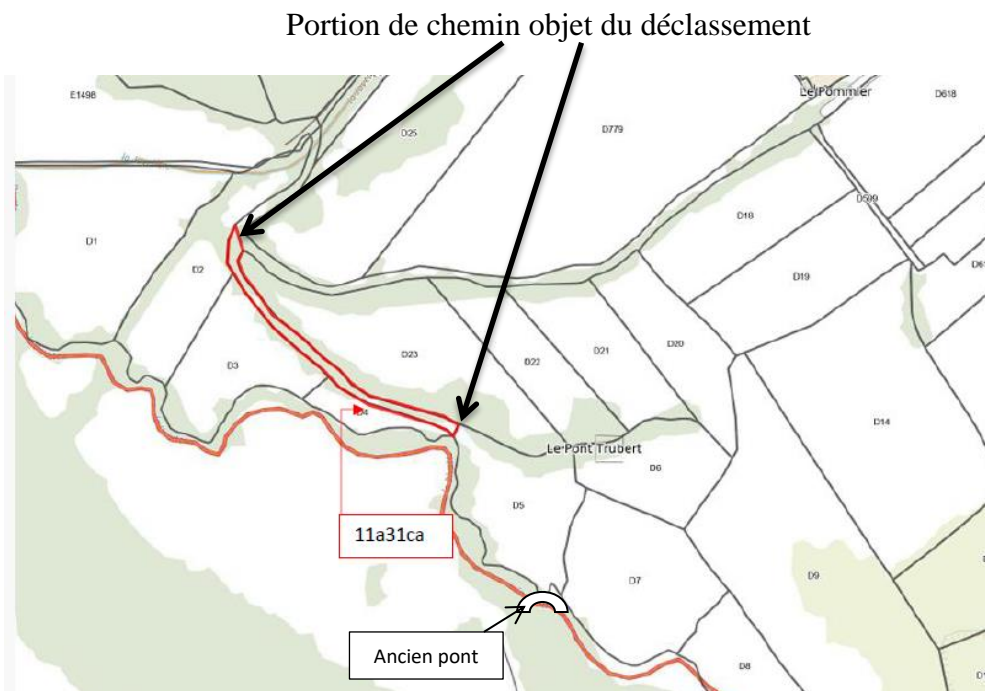 Portion de chemin objet du déclassement
E1498
D25
Le Pommier
D618
D779
D599
D1
D18
D2
D19
D23
D21
D20
D22
D3
D4
D14
Le Pont Trubert
D6
D5
11a31ca
D7
D9
Ancien pont
D8